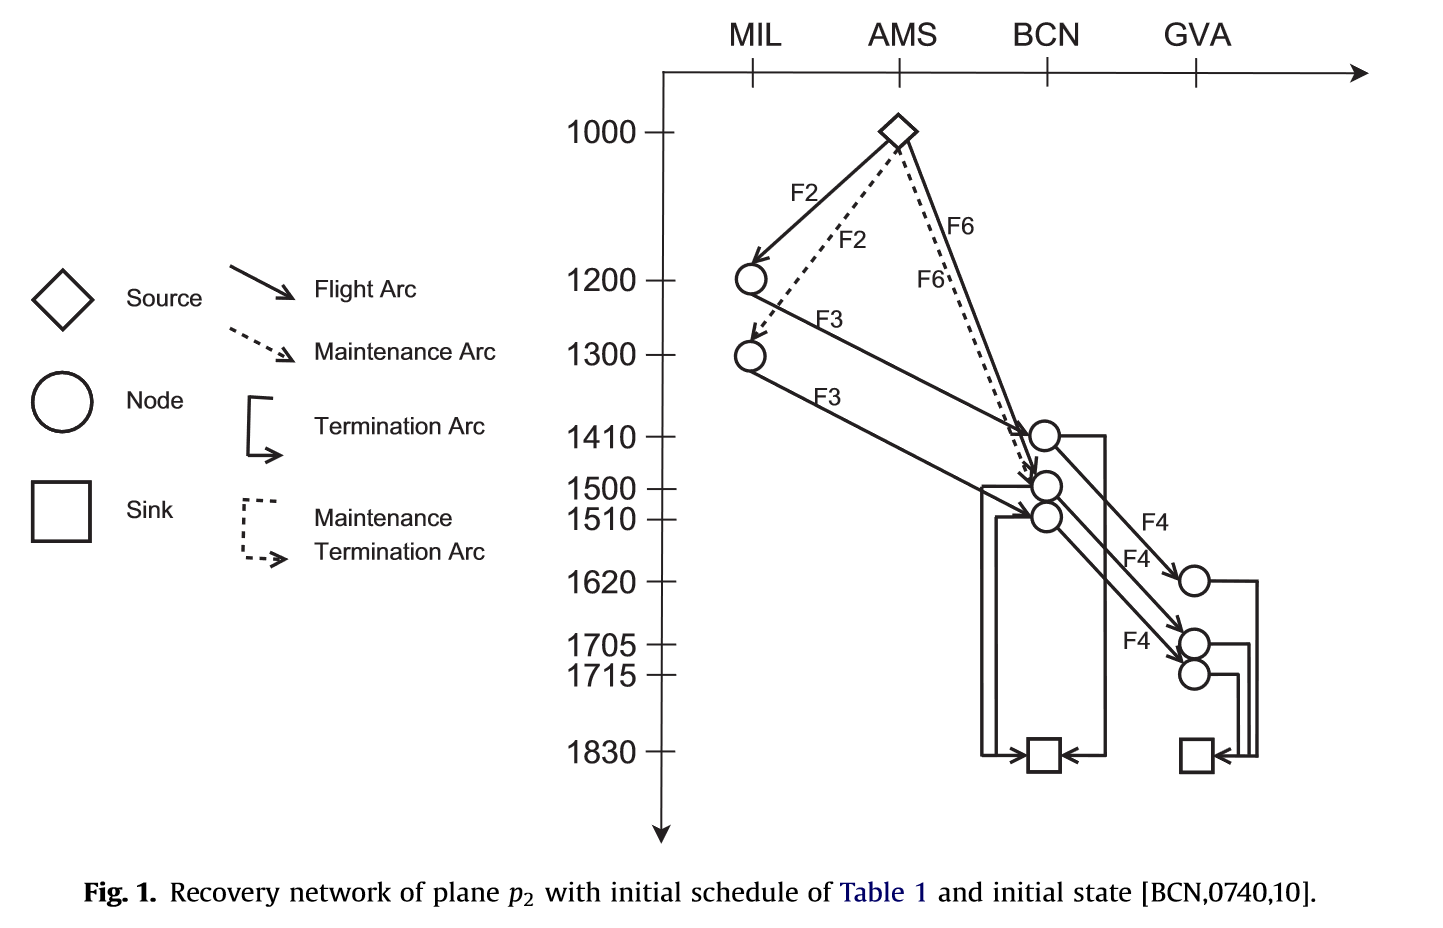 MIL AMS BCN GVA
1000
F2
F6
F2
F6
Source
Flight Arc
1200
F3
Maintenance Arc
1300
Node
F3
Termination Arc
1410
1500
Sink
Maintenance
1510
F4
Termination Arc
F4
1620
F4
1705
1715
1830
Fig. 1. Recovery network of plane p2 with initial schedule of Table 1 and initial state [BCN,0740,10].